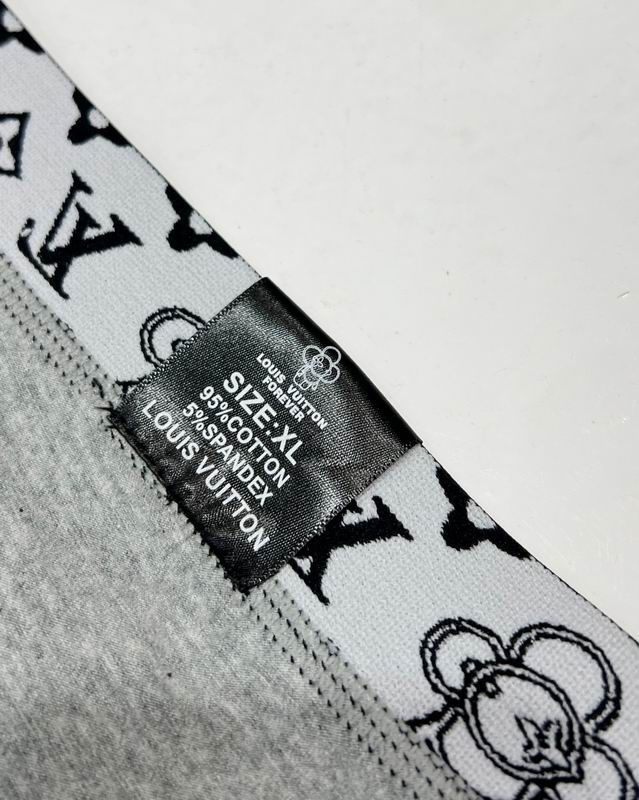 LOUIS VUITTON
FOREVER
SIZE:XL
95%COTTON
5%SPANDEX
LOUIS VUITTON